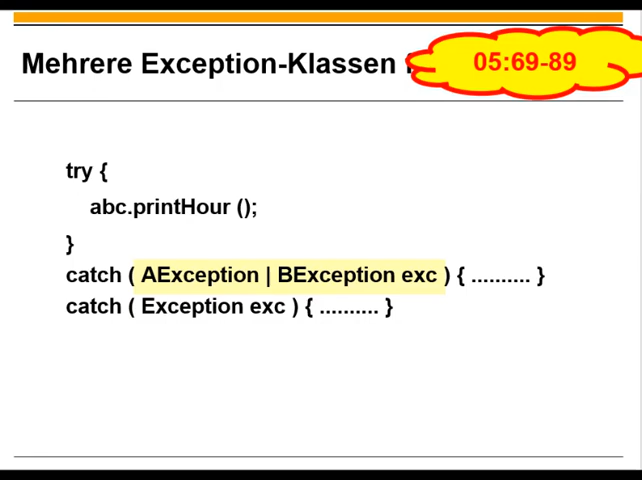 Mehrere Exception-Klassen
05:69-89
try {
abc.printHour ();
}
catch ( AException | BException exc ) { .......... }
catch ( Exception exc ) { .......... }